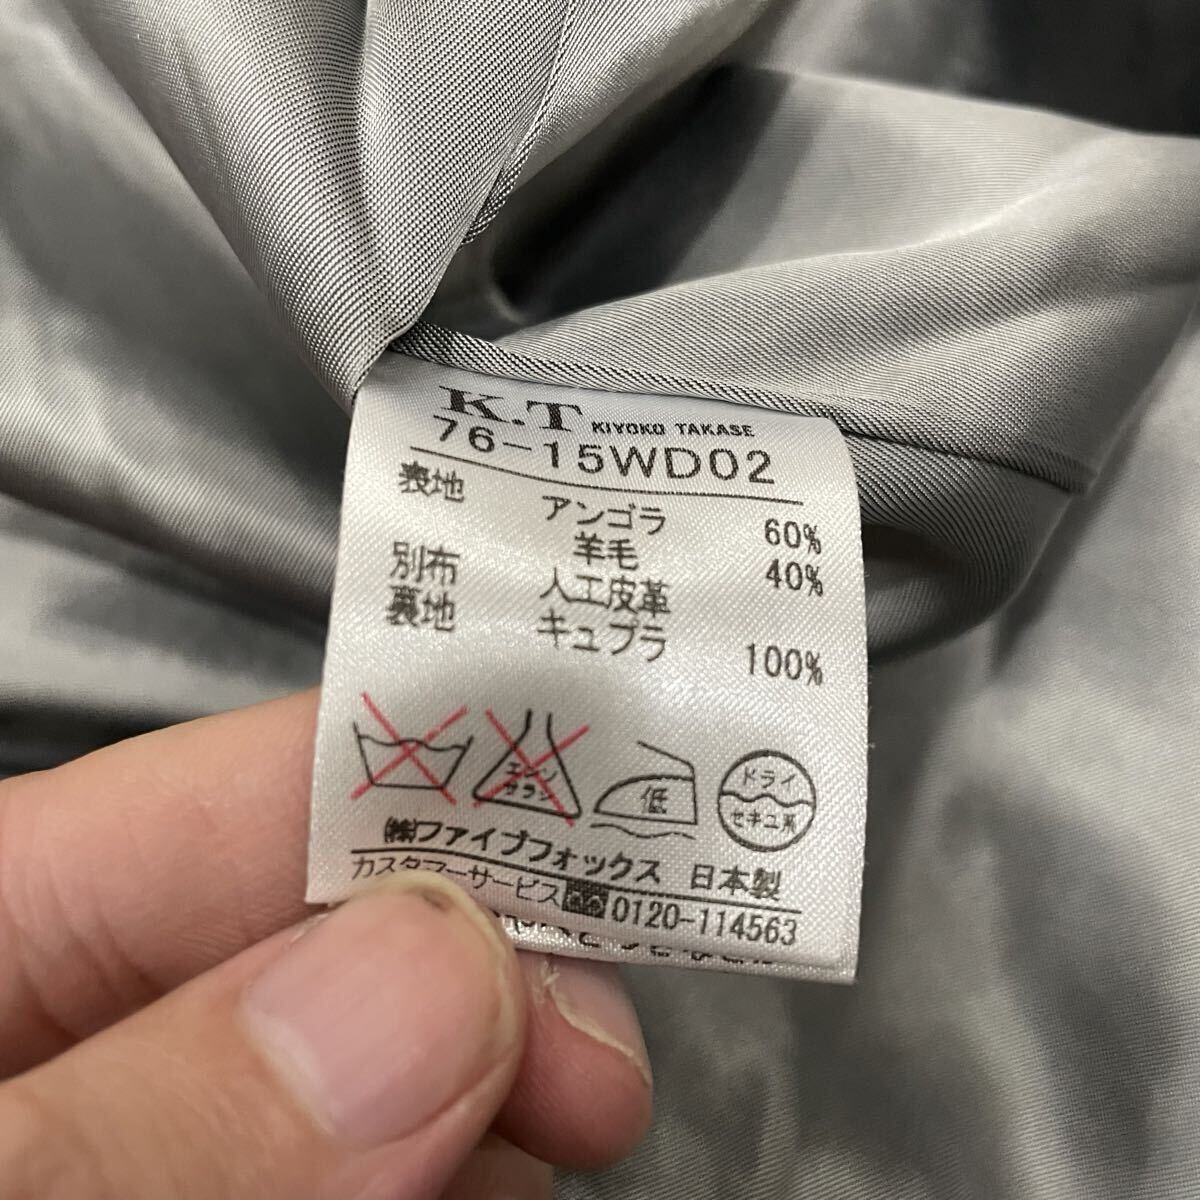 K.T KIYOKO TAKASE
76-15WD02
表地 アンゴラ 60%
羊毛 40%
別布 人工皮革
裏地 キュプラ 100%
エンソ
サラシ
低
ドライ
セキユ系
㈱ファイブフォックス 日本製
カスタマーサービス 0120-114563